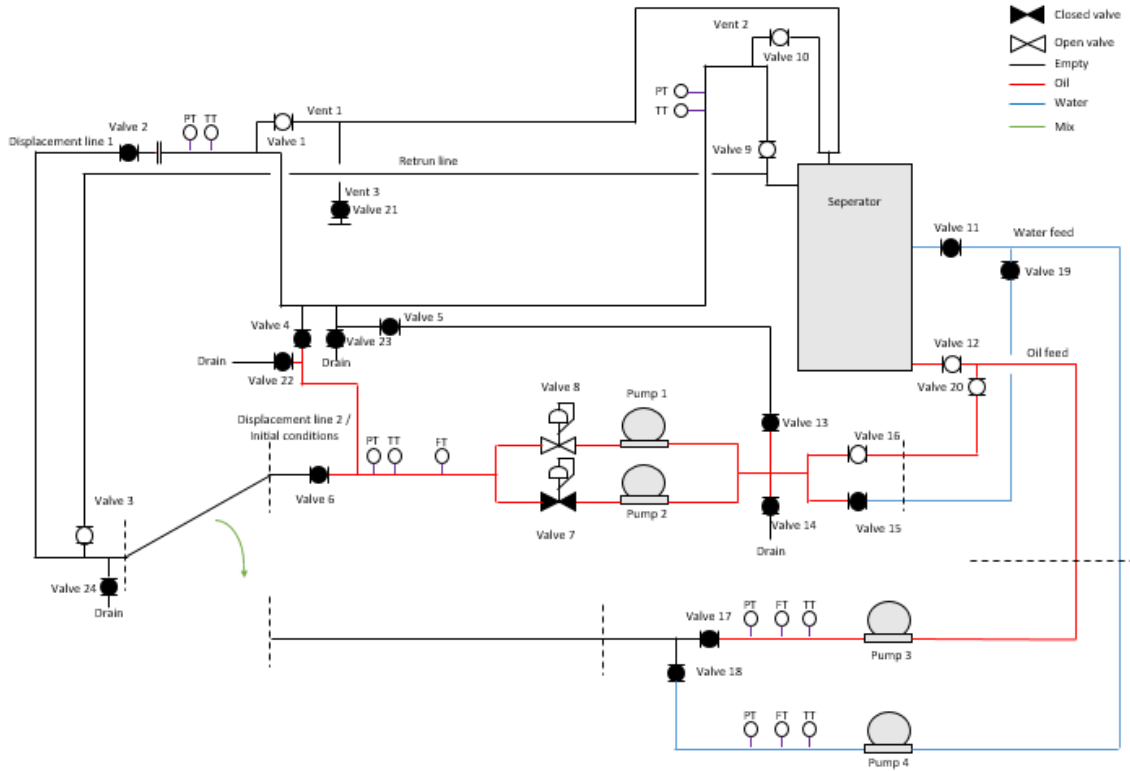 Closed valve
Open valve
Empty
Oil
Water
Mix
Vent 2
Valve 10
PT
TT
Vent 1
Valve 1
PT TT
Valve 2
Displacement line 1
Retrun line
Valve 9
Vent 3
Valve 21
Seperator
Valve 11
Water feed
Valve 19
Valve 4
Valve 5
Valve 23
Drain
Drain
Valve 22
Valve 12
Oil feed
Valve 20
Valve 8
Pump 1
Displacement line 2 /
Initial conditions
PT TT FT
Valve 13
Valve 16
Valve 6
Pump 2
Valve 7
Valve 14
Drain
Valve 15
Valve 3
Valve 24
Drain
Valve 17
PT FT TT
Pump 3
Valve 18
PT FT TT
Pump 4